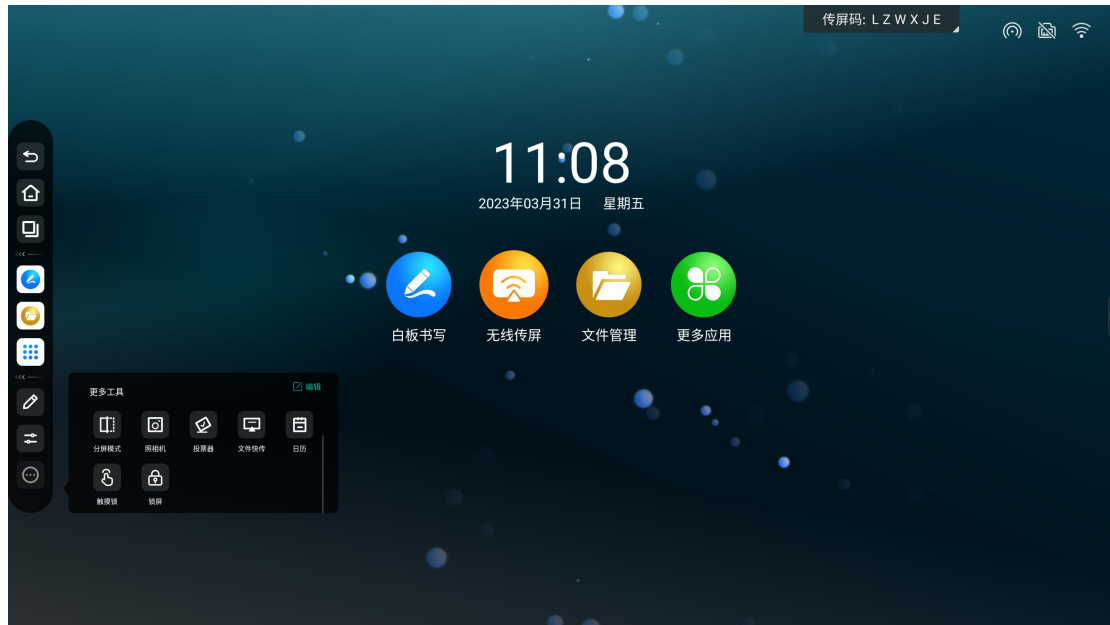 传屏码: LZWXJE
11:08
2023年03月31日 星期五
白板书写 无线传屏 文件管理 更多应用
更多工具 编辑
分屏模式 照相机 投票器 文件快传 日历
触摸锁 锁屏